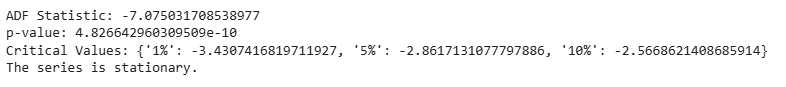 ADF Statistic: -7.075031708538977
p-value: 4.826642960309509e-10
Critical Values: {'1%': -3.4307416819711927, '5%': -2.8617131077797886, '10%': -2.5668621408685914}
The series is stationary.